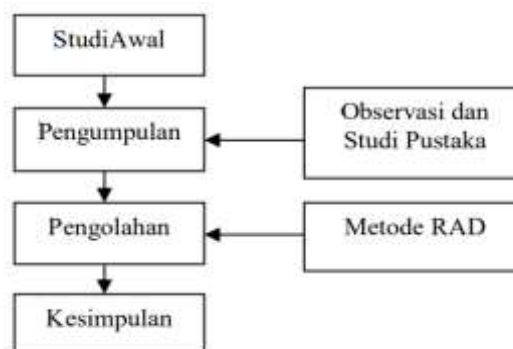 StudiAwal
Pengumpulan
Observasi dan
Studi Pustaka
Pengolahan
Metode RAD
Kesimpulan